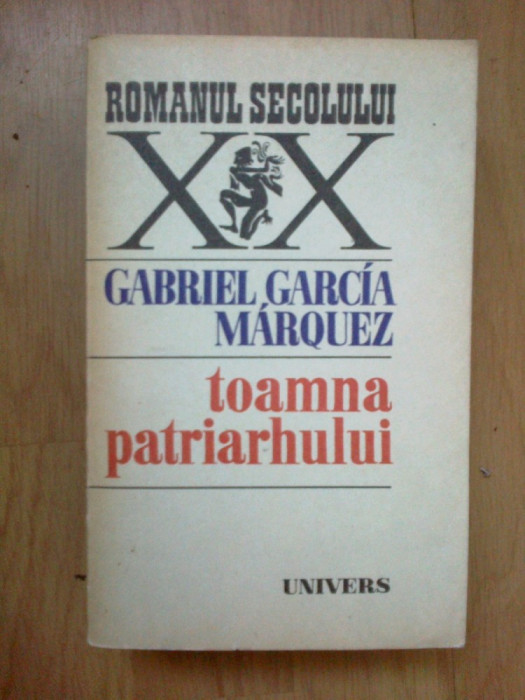 ROMANUL SECOLULUI
XX
GABRIEL GARCÍA
MÁRQUEZ
toamna
patriarhului
UNIVERS